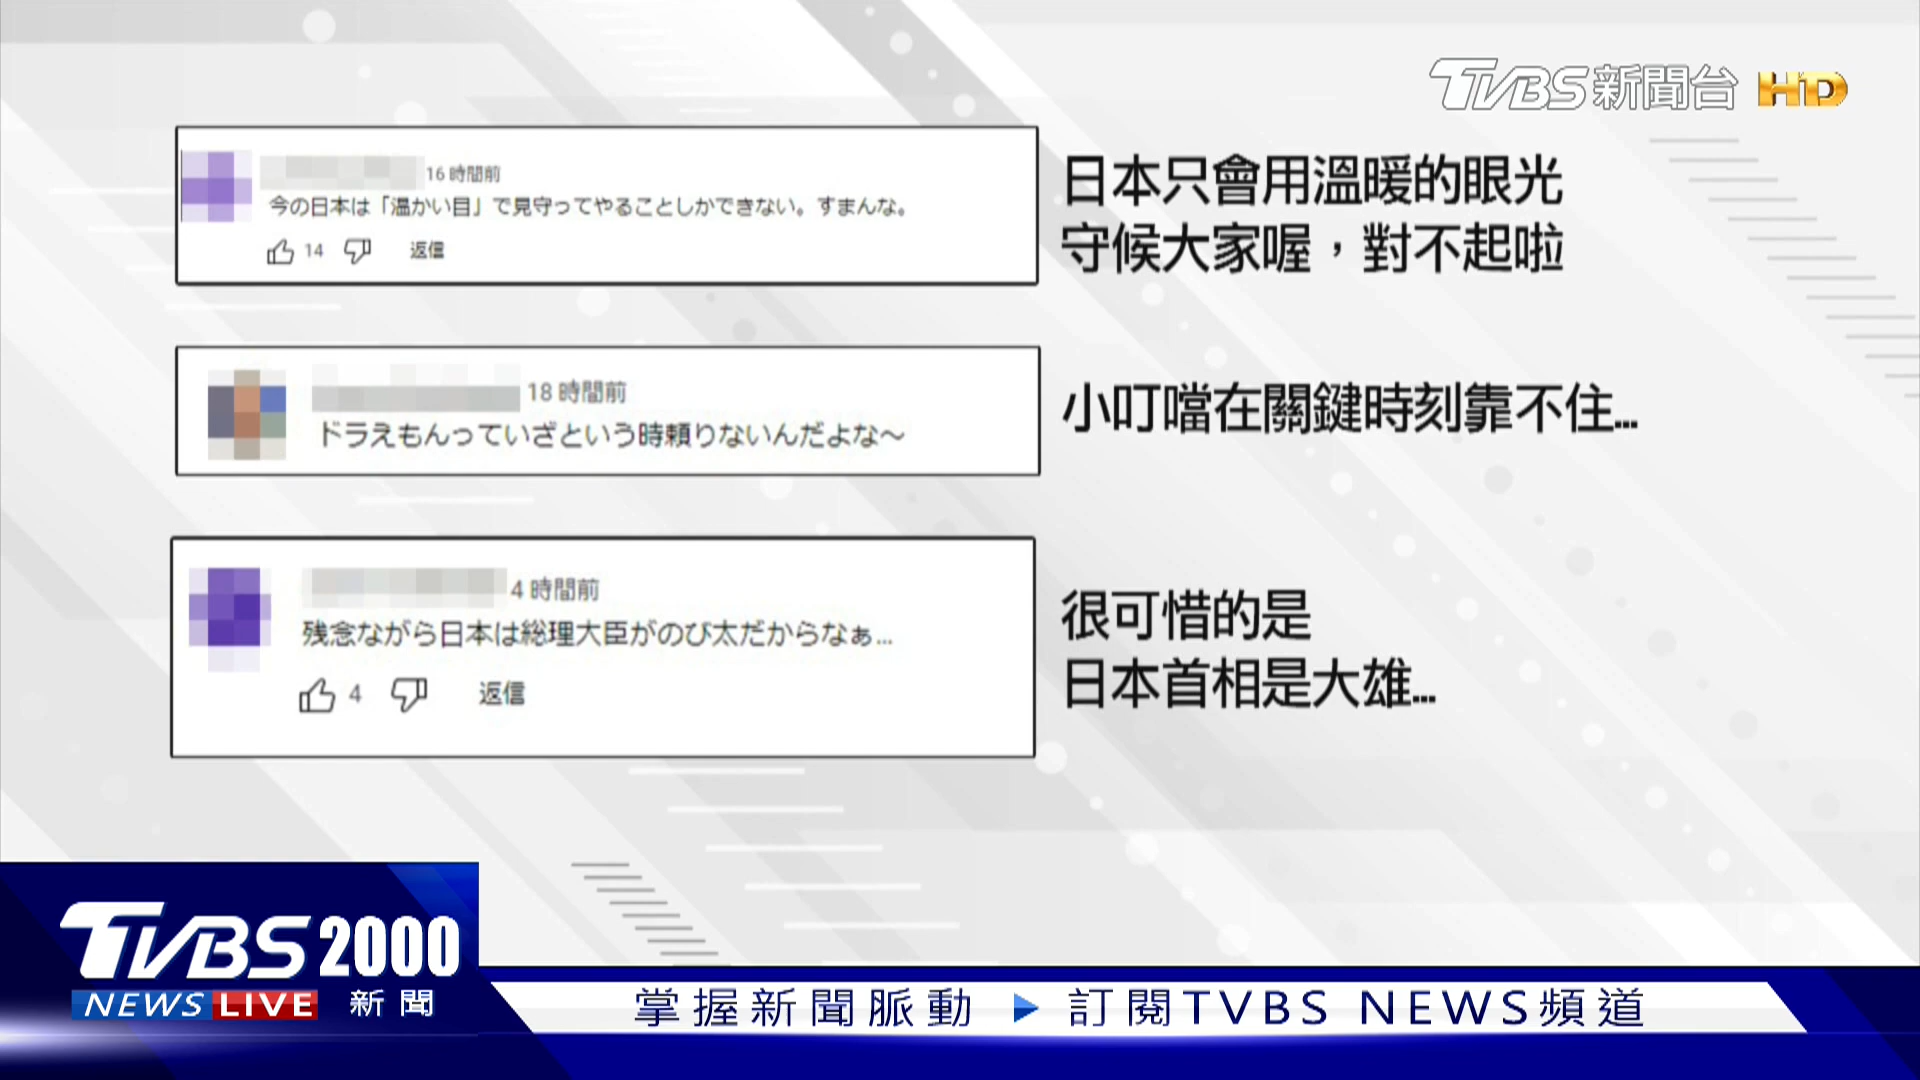 TVBS新聞台 HD
16 時間前
今の日本は「温かい目」で見守ってやることしかできない。すまんな。
14 返信
日本只會用溫暖的眼光
守候大家喔，對不起啦
18 時間前
ドラえもんっていざという時頼りないんだよな～
小叮噹在關鍵時刻靠不住...
4 時間前
残念ながら日本は総理大臣がのび太だからなぁ...
4 返信
很可惜的是
日本首相是大雄...
TVBS 2000
NEWS LIVE 新聞
掌握新聞脈動 ▶ 訂閱TVBS NEWS頻道